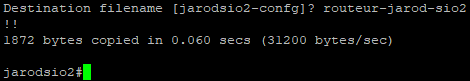 Destination filename [jarodsio2-confg]? routeur-jarod-sio2
!!
1872 bytes copied in 0.060 secs (31200 bytes/sec)
jarodsio2#